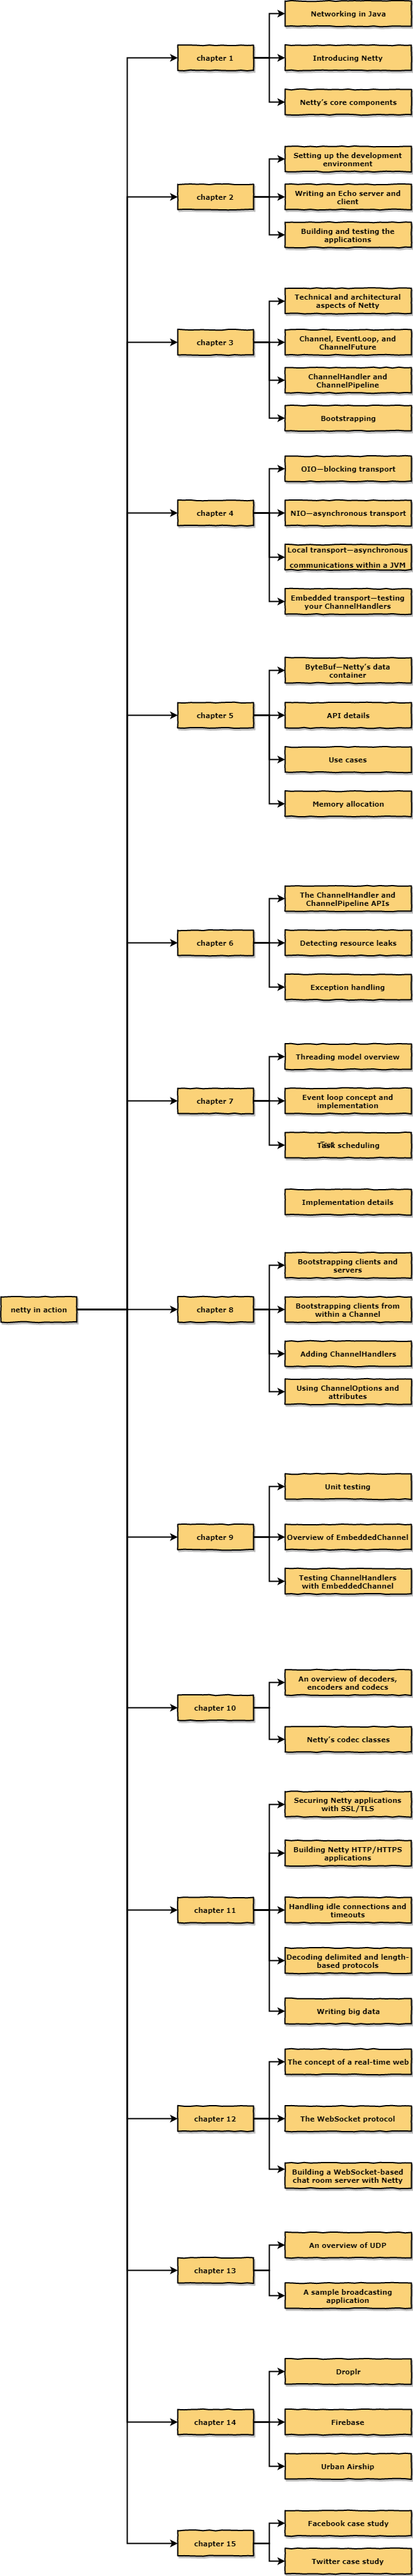 netty in action
chapter 1
Networking in Java
Introducing Netty
Netty's core components
chapter 2
Setting up the development
environment
Writing an Echo server and
client
Building and testing the
applications
chapter 3
Technical and architectural
aspects of Netty
Channel, EventLoop, and
ChannelFuture
ChannelHandler and
ChannelPipeline
Bootstrapping
chapter 4
OIO—blocking transport
NIO—asynchronous transport
Local transport—asynchronous
communications within a JVM
Embedded transport—testing
your ChannelHandlers
chapter 5
ByteBuf—Netty's data
container
API details
Use cases
Memory allocation
chapter 6
The ChannelHandler and
ChannelPipeline APIs
Detecting resource leaks
Exception handling
chapter 7
Threading model overview
Event loop concept and
implementation
Task scheduling
Implementation details
chapter 8
Bootstrapping clients and
servers
Bootstrapping clients from
within a Channel
Adding ChannelHandlers
Using ChannelOptions and
attributes
chapter 9
Unit testing
Overview of EmbeddedChannel
Testing ChannelHandlers
with EmbeddedChannel
chapter 10
An overview of decoders,
encoders and codecs
Netty's codec classes
chapter 11
Securing Netty applications
with SSL/TLS
Building Netty HTTP/HTTPS
applications
Handling idle connections and
timeouts
Decoding delimited and length-
based protocols
Writing big data
chapter 12
The concept of a real-time web
The WebSocket protocol
Building a WebSocket-based
chat room server with Netty
chapter 13
An overview of UDP
A sample broadcasting
application
chapter 14
Droplr
Firebase
Urban Airship
chapter 15
Facebook case study
Twitter case study